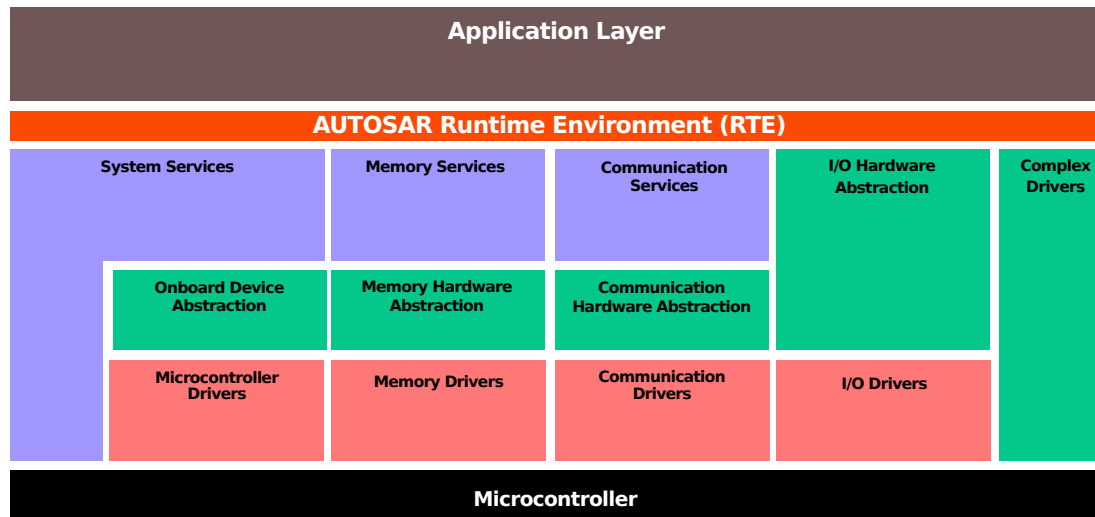 Application Layer
AUTOSAR Runtime Environment (RTE)
System Services
Memory Services
Communication
Services
I/O Hardware
Abstraction
Complex
Drivers
Onboard Device
Abstraction
Memory Hardware
Abstraction
Communication
Hardware Abstraction
Microcontroller
Drivers
Memory Drivers
Communication
Drivers
I/O Drivers
Microcontroller